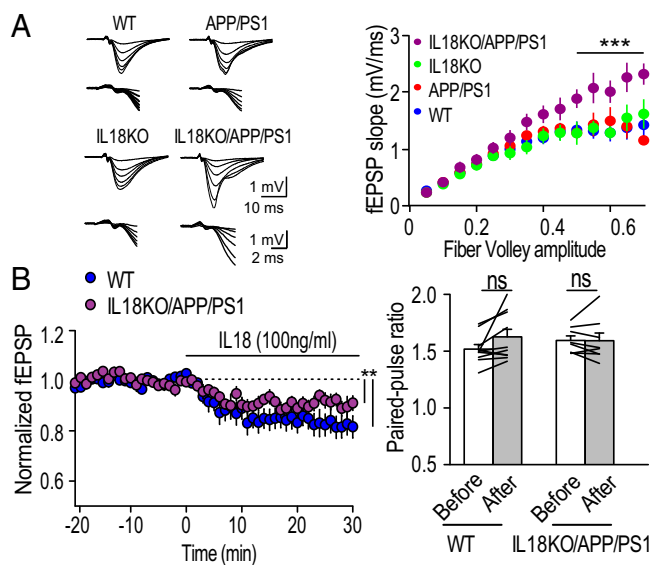 A
WT
APP/PS1
IL18KO
IL18KO/APP/PS1
1 mV
10 ms
1 mV
2 ms
fEPSP slope (mV/ms)
3
2
1
0
IL18KO/APP/PS1
IL18KO
APP/PS1
WT
***
0 0.2 0.4 0.6
Fiber Volley amplitude
B
WT
IL18KO/APP/PS1
IL18 (100ng/ml)
**
Normalized fEPSP
1.2
1.0
0.8
0.6
-20 -10 0 10 20 30
Time (min)
Paired-pulse ratio
2.0
1.5
1.0
0.5
ns
ns
Before
After
Before
After
WT
IL18KO/APP/PS1